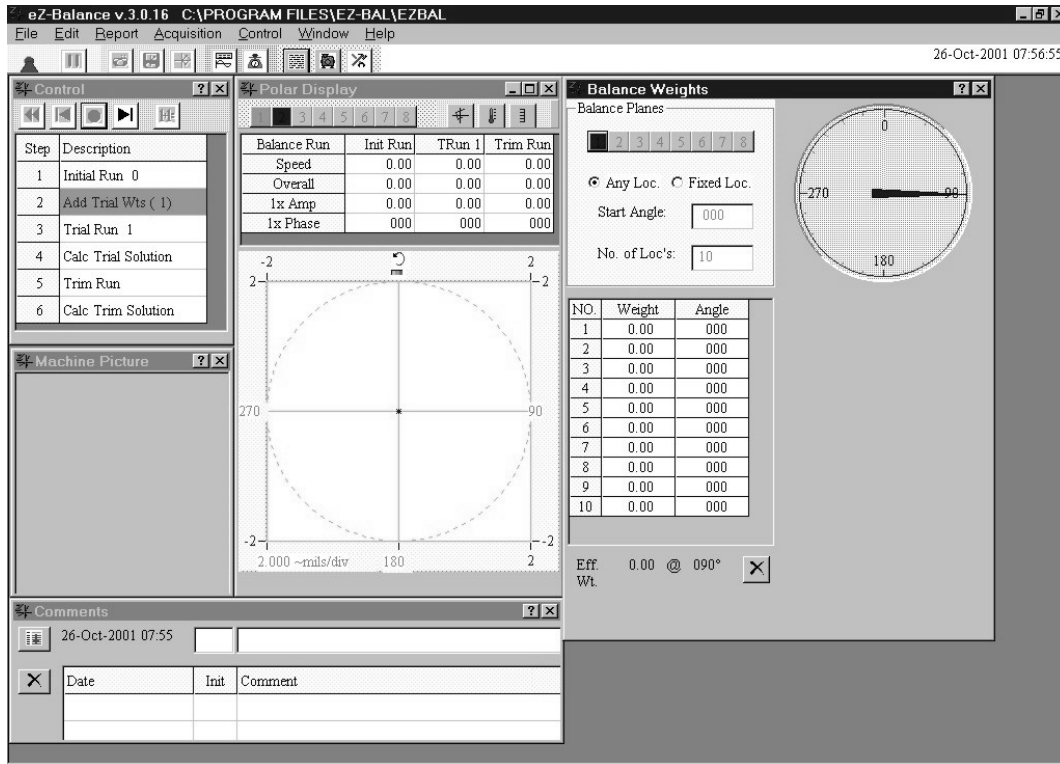 eZ-Balance v.3.0.16 C:\PROGRAM FILES\EZ-BAL\EZBAL
File Edit Report Acquisition Control Window Help
26-Oct-2001 07:56:55
Control
Step Description
1 Initial Run 0
2 Add Trial Wts ( 1)
3 Trial Run 1
4 Calc Trial Solution
5 Trim Run
6 Calc Trim Solution
Machine Picture
Polar Display
1 2 3 4 5 6 7 8
Balance Run Init Run TRun 1 Trim Run
Speed 0.00 0.00 0.00
Overall 0.00 0.00 0.00
1x Amp 0.00 0.00 0.00
1x Phase 000 000 000
-2 2
2 -2
270 90
-2 -2
2.000 ~mils/div 180 2
Balance Weights
Balance Planes
1 2 3 4 5 6 7 8
Any Loc. Fixed Loc.
Start Angle: 000
No. of Loc's: 10
0
270 90
180
NO. Weight Angle
1 0.00 000
2 0.00 000
3 0.00 000
4 0.00 000
5 0.00 000
6 0.00 000
7 0.00 000
8 0.00 000
9 0.00 000
10 0.00 000
Eff. 0.00 @ 090°
Wt.
Comments
26-Oct-2001 07:55
Date Init Comment